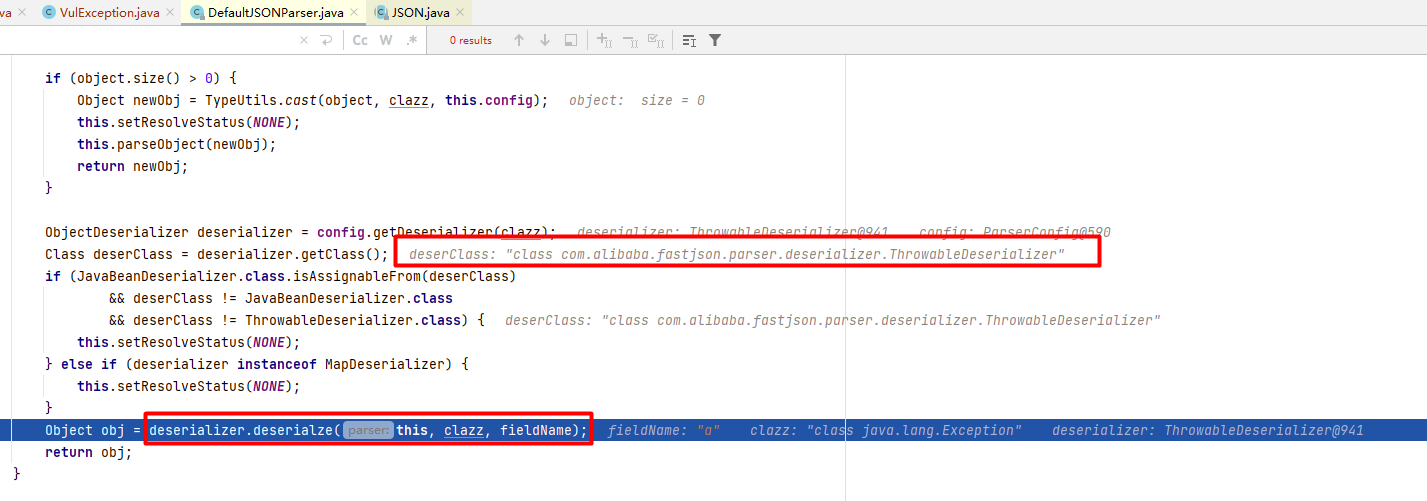 va × VulException.java × DefaultJSONParser.java × JSON.java ×
× Cc W .* 0 results
if (object.size() > 0) {
Object newObj = TypeUtils.cast(object, clazz, this.config); object: size = 0
this.setResolveStatus(NONE);
this.parseObject(newObj);
return newObj;
}
ObjectDeserializer deserializer = config.getDeserializer(clazz); deserializer: ThrowableDeserializer@941 config: ParserConfig@590
Class deserClass = deserializer.getClass(); deserClass: "class com.alibaba.fastjson.parser.deserializer.ThrowableDeserializer"
if (JavaBeanDeserializer.class.isAssignableFrom(deserClass)
&& deserClass != JavaBeanDeserializer.class
&& deserClass != ThrowableDeserializer.class) { deserClass: "class com.alibaba.fastjson.parser.deserializer.ThrowableDeserializer"
this.setResolveStatus(NONE);
} else if (deserializer instanceof MapDeserializer) {
this.setResolveStatus(NONE);
}
Object obj = deserializer.deserialze( parser: this, clazz, fieldName); fieldName: "a" clazz: "class java.lang.Exception" deserializer: ThrowableDeserializer@941
return obj;
}